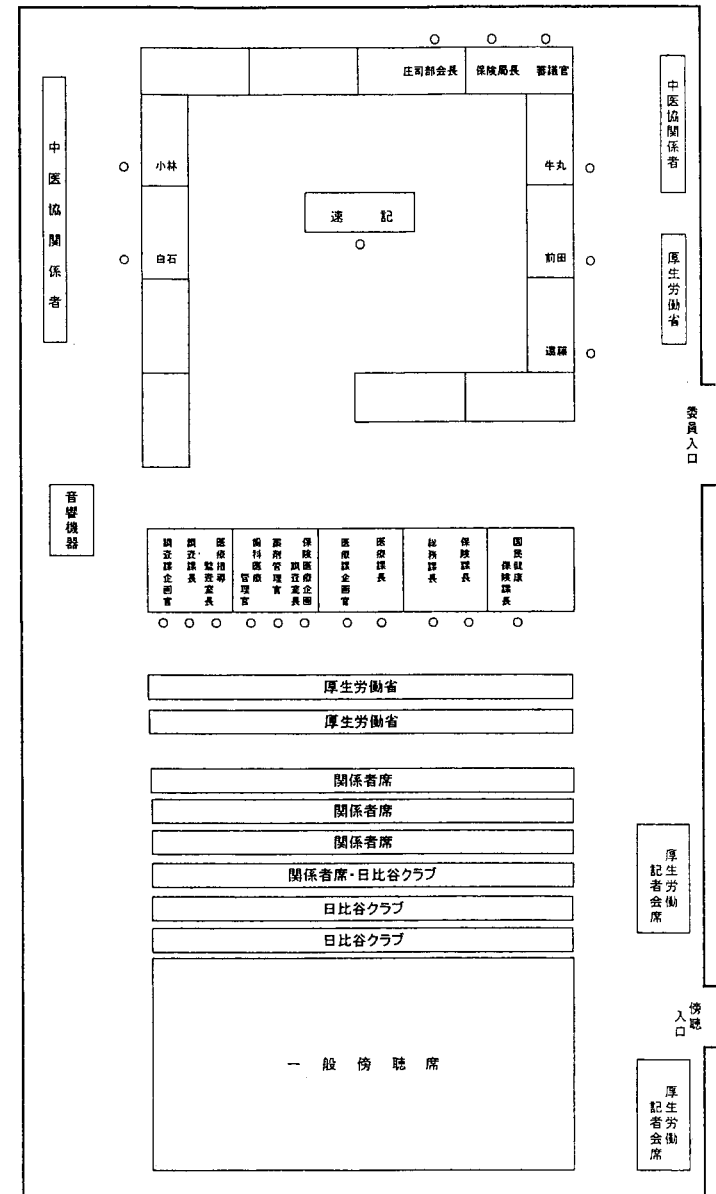 庄司部会長 保険局長 審議官
中医協関係者
小林
白石
速記
牛丸
前田
遠藤
中医協関係者
厚生労働省
委員入口
音響機器
調査課企画官
調査課長
医療指導監査室長
歯科医療管理官
薬剤管理官
保険医療企画調査室長
医療課企画官
医療課長
総務課長
保険課長
国民健康保険課長
厚生労働省
厚生労働省
関係者席
関係者席
関係者席
関係者席・日比谷クラブ
日比谷クラブ
日比谷クラブ
厚生労働記者会席
傍聴入口
一般傍聴席
厚生労働記者会席